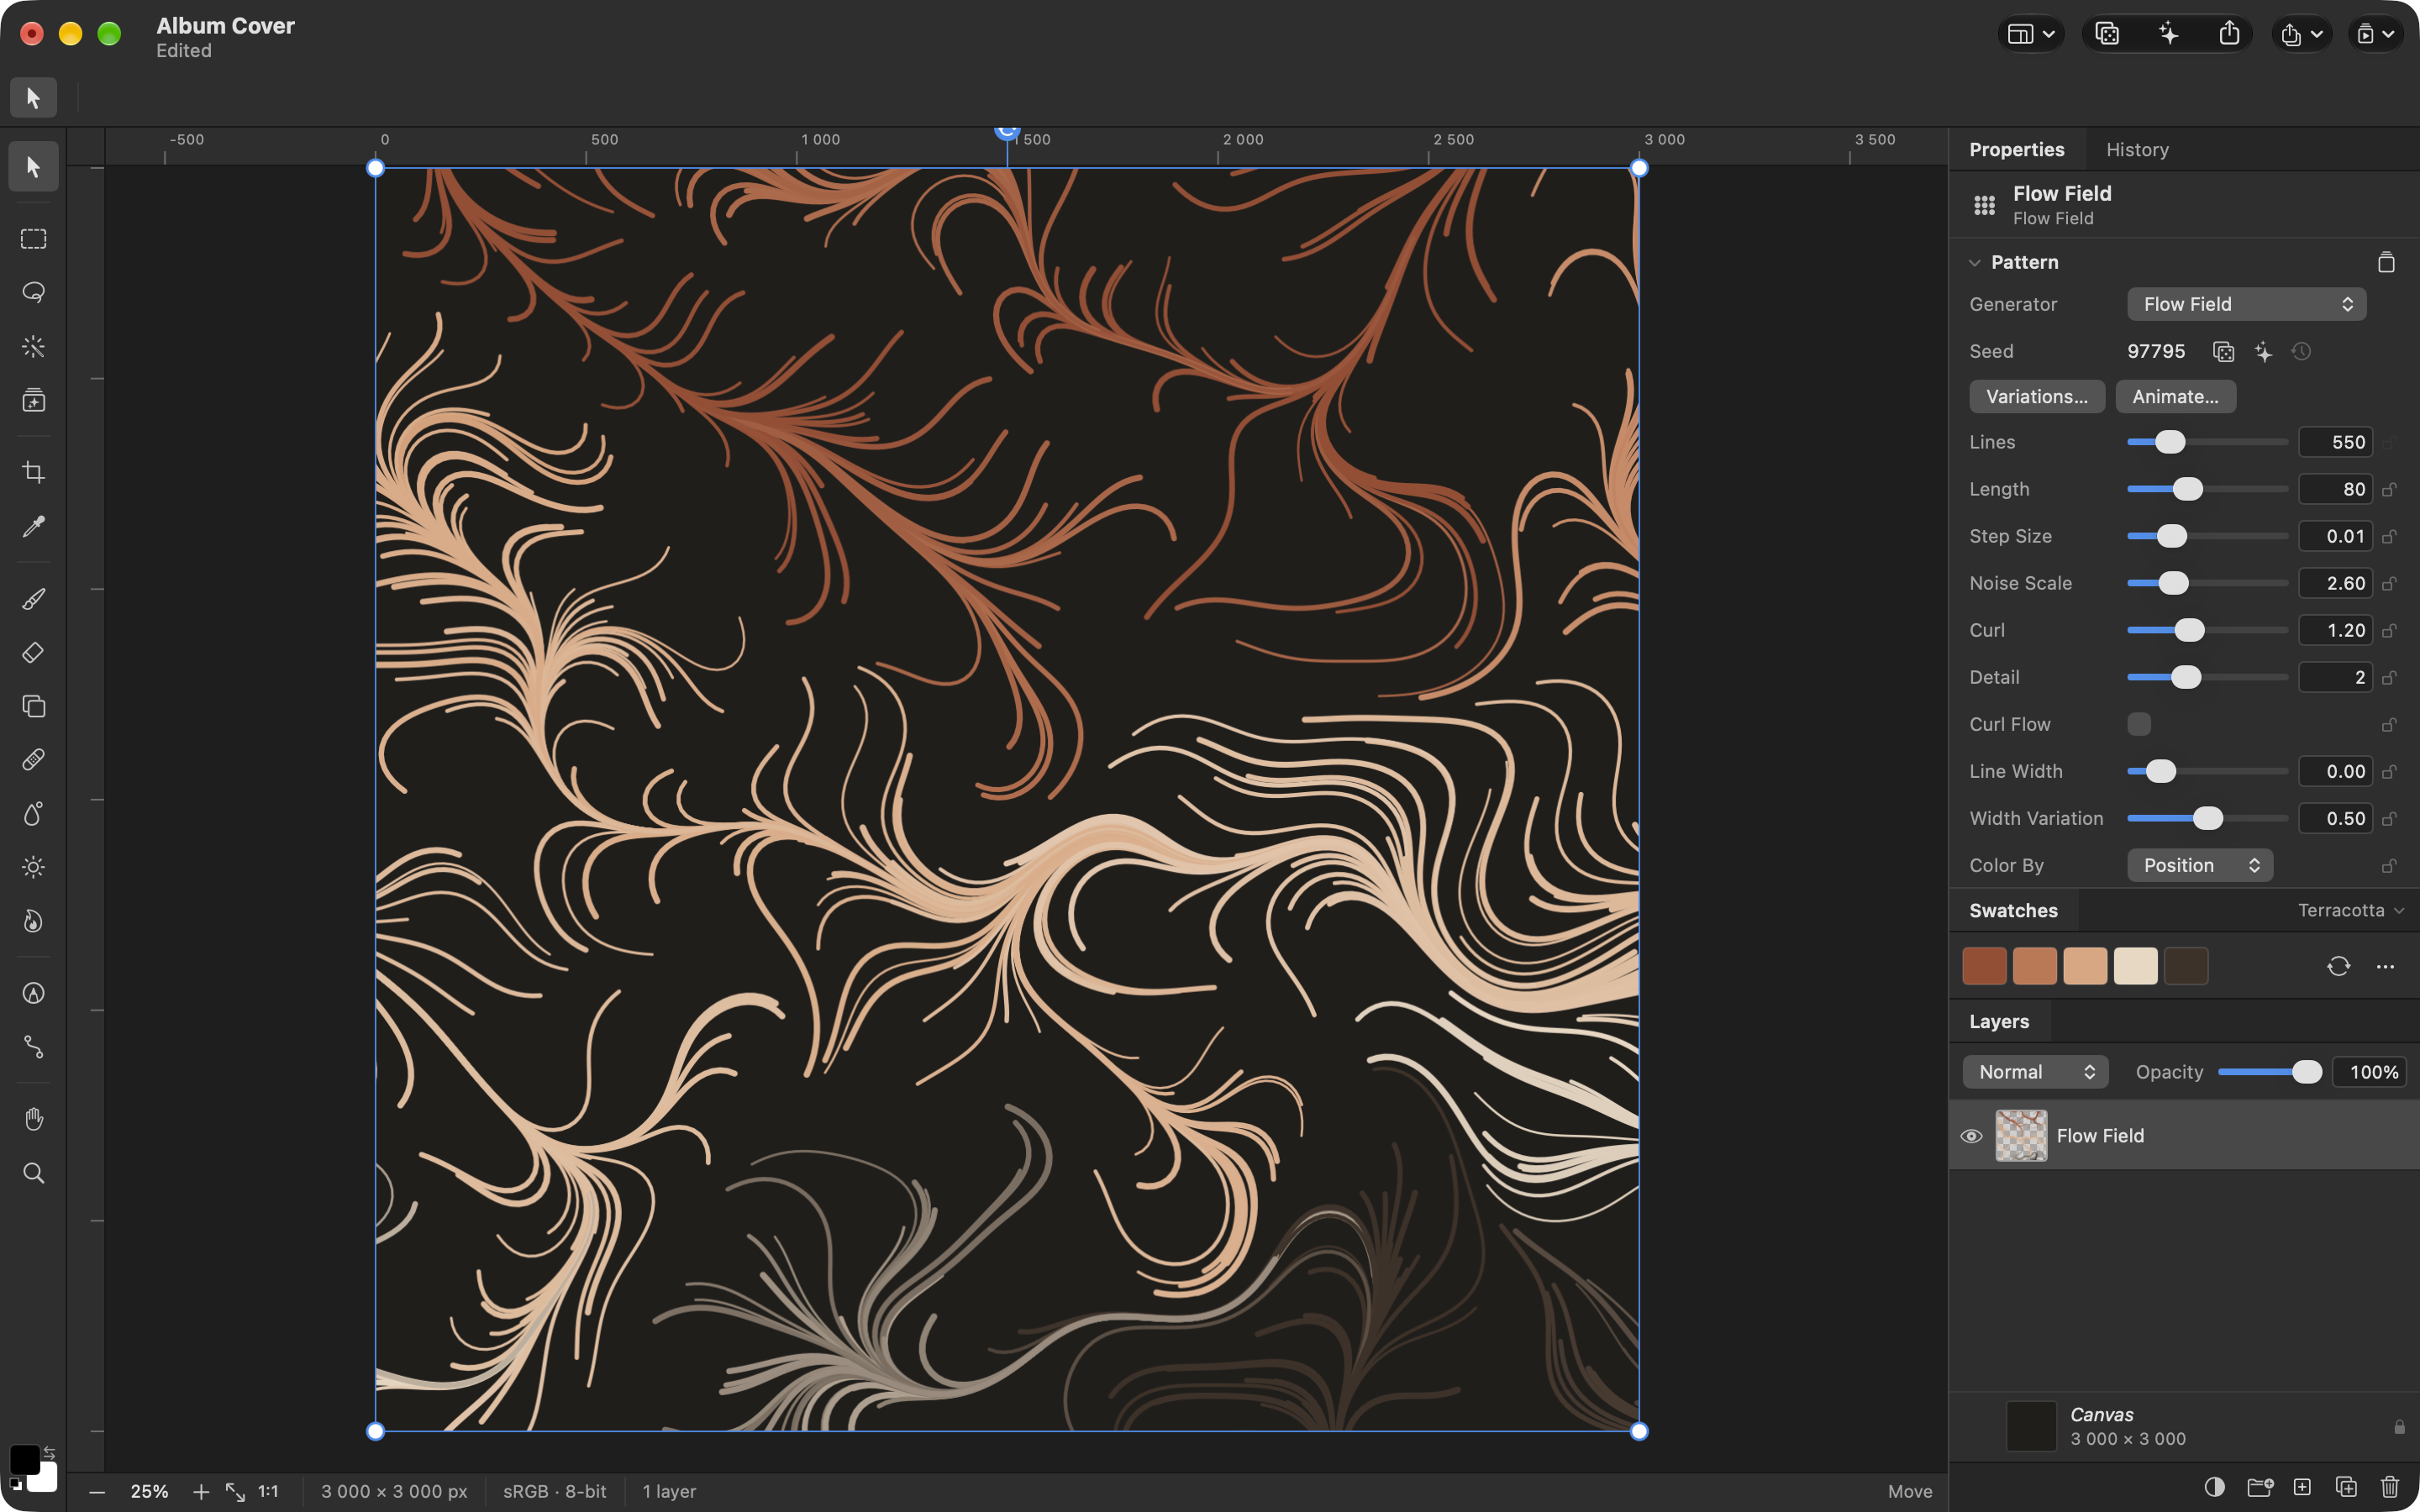 Album Cover
Edited
-500
0
500
1 000
500
2 000
2 500
3 000
3 500
Properties
History
Flow Field
Flow Field
Pattern
Generator
Flow Field
Seed
97795
Variations...
Animate...
Lines
550
Length
80
Step Size
0.01
Noise Scale
2.60
Curl
1.20
Detail
2
Curl Flow
Line Width
0.00
Width Variation
0.50
Color By
Position
Swatches
Terracotta
Layers
Normal
Opacity
100%
Flow Field
Canvas
3 000 × 3 000
25%
1:1
3 000 × 3 000 px
sRGB · 8-bit
1 layer
Move